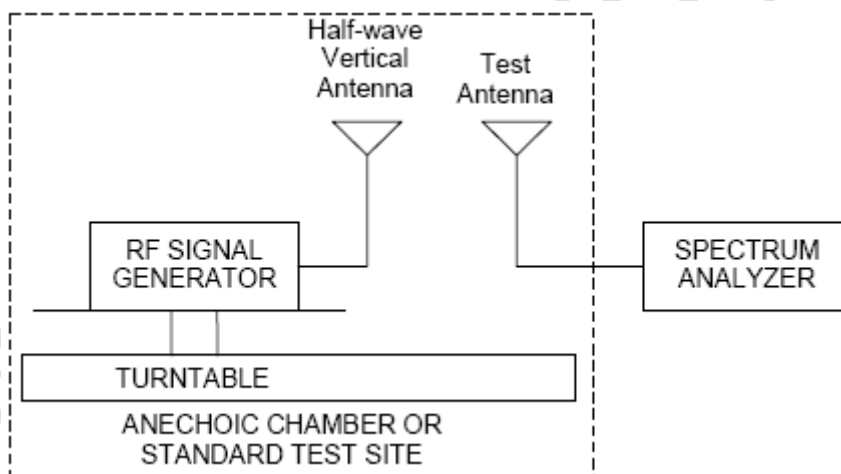 Half-wave
Vertical
Antenna
Test
Antenna
RF SIGNAL
GENERATOR
SPECTRUM
ANALYZER
TURNTABLE
ANECHOIC CHAMBER OR
STANDARD TEST SITE